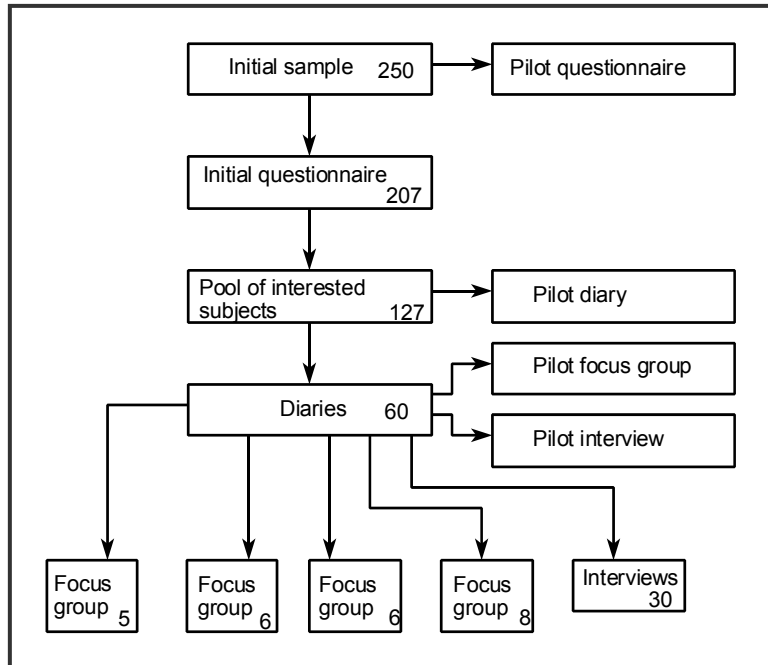 Initial sample 250
Pilot questionnaire
Initial questionnaire
207
Pool of interested
subjects 127
Pilot diary
Pilot focus group
Diaries 60
Pilot interview
Focus
group 5
Focus
group 6
Focus
group 6
Focus
group 8
Interviews
30